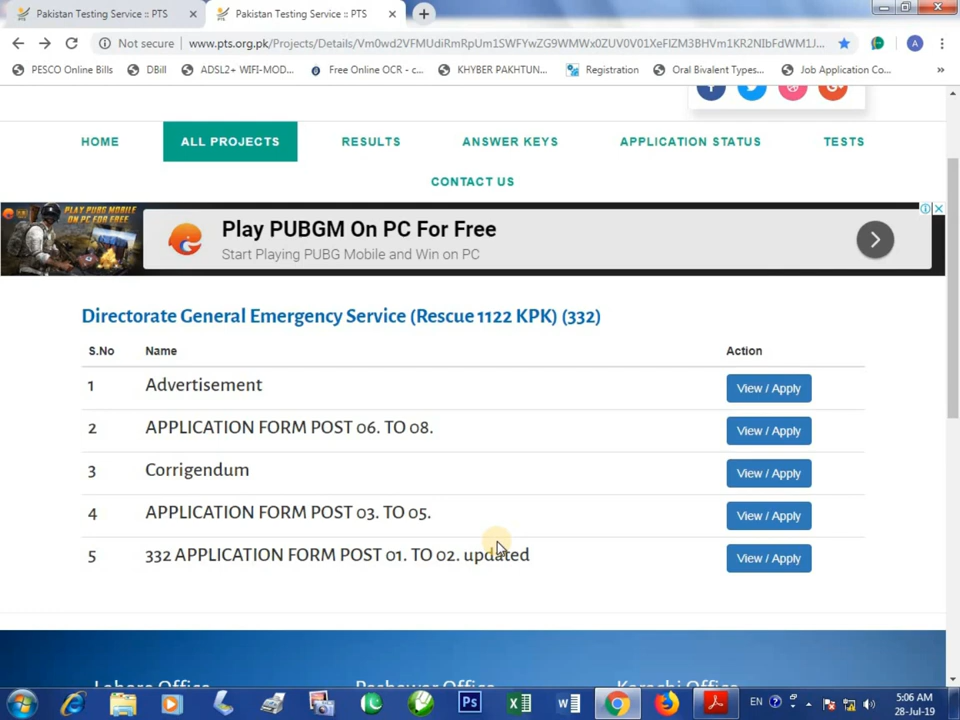 Pakistan Testing Service :: PTS
Pakistan Testing Service :: PTS
Not secure | www.pts.org.pk/Projects/Details/Vm0wd2VFMUdiRmRpUm1SWFYwZG9WMWx0ZUV0V01XeFlZM3BHVm1KR2NIbFdWM1J...
PESCO Online Bills
DBill
ADSL2+ WIFI-MOD...
Free Online OCR - c...
KHYBER PAKHTUN...
Registration
Oral Bivalent Types...
Job Application Co...
»
HOME
ALL PROJECTS
RESULTS
ANSWER KEYS
APPLICATION STATUS
TESTS
CONTACT US
PLAY PUBG MOBILE
ON PC FOR FREE
Play PUBGM On PC For Free
Start Playing PUBG Mobile and Win on PC
Directorate General Emergency Service (Rescue 1122 KPK) (332)
S.No Name Action
1 Advertisement View / Apply
2 APPLICATION FORM POST 06. TO 08. View / Apply
3 Corrigendum View / Apply
4 APPLICATION FORM POST 03. TO 05. View / Apply
5 332 APPLICATION FORM POST 01. TO 02. updated View / Apply
Lahore Office
Peshawar Office
Karachi Office
Ps
EN
5:06 AM
28-Jul-19